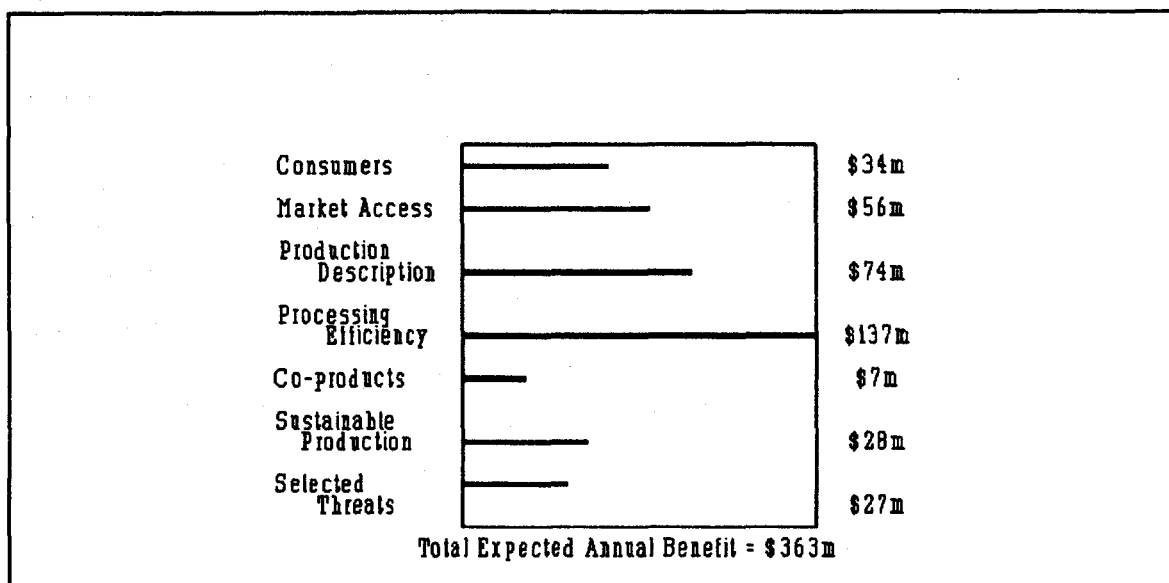 Consumers $34m
Market Access $56m
Production
Description $74m
Processing
Efficiency $137m
Co-products $7m
Sustainable
Production $28m
Selected
Threats $27m
Total Expected Annual Benefit = $363m